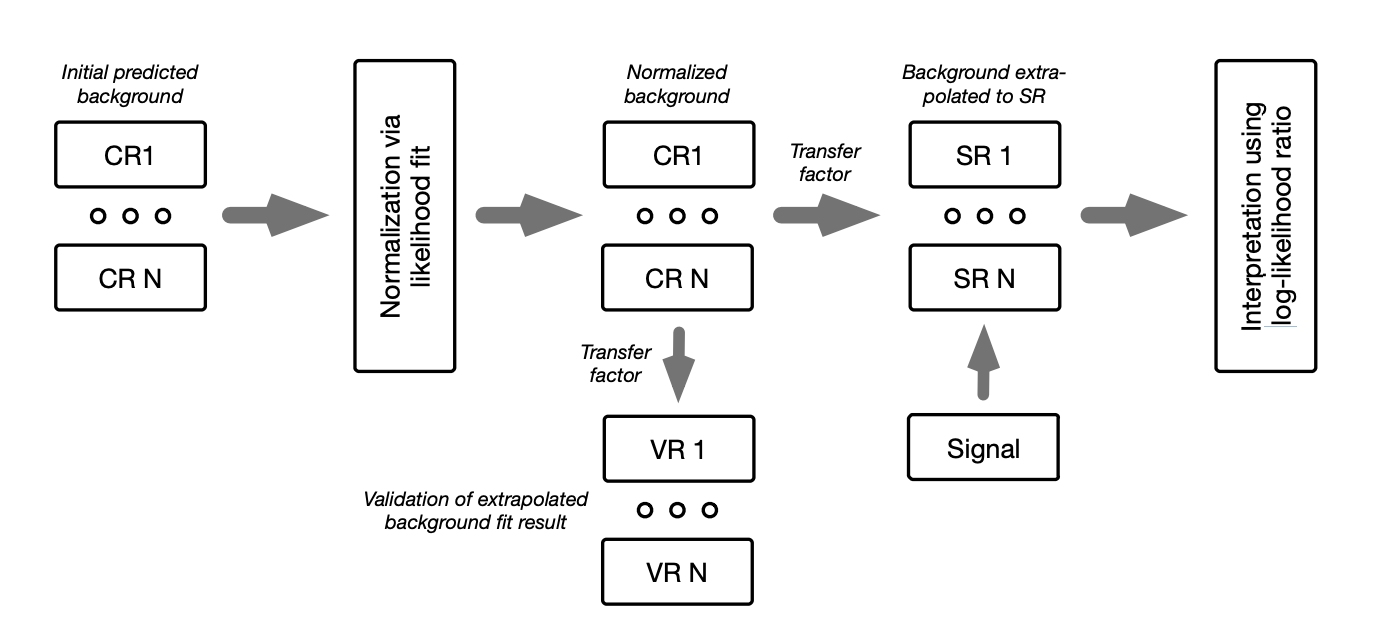 Initial predicted
background
CR1
CR N
Normalization via
likelihood fit
Normalized
background
CR1
CR N
Transfer
factor
Transfer
factor
VR 1
VR N
Validation of extrapolated
background fit result
Background extra-
polated to SR
SR 1
SR N
Signal
Interpretation using
log-likelihood ratio